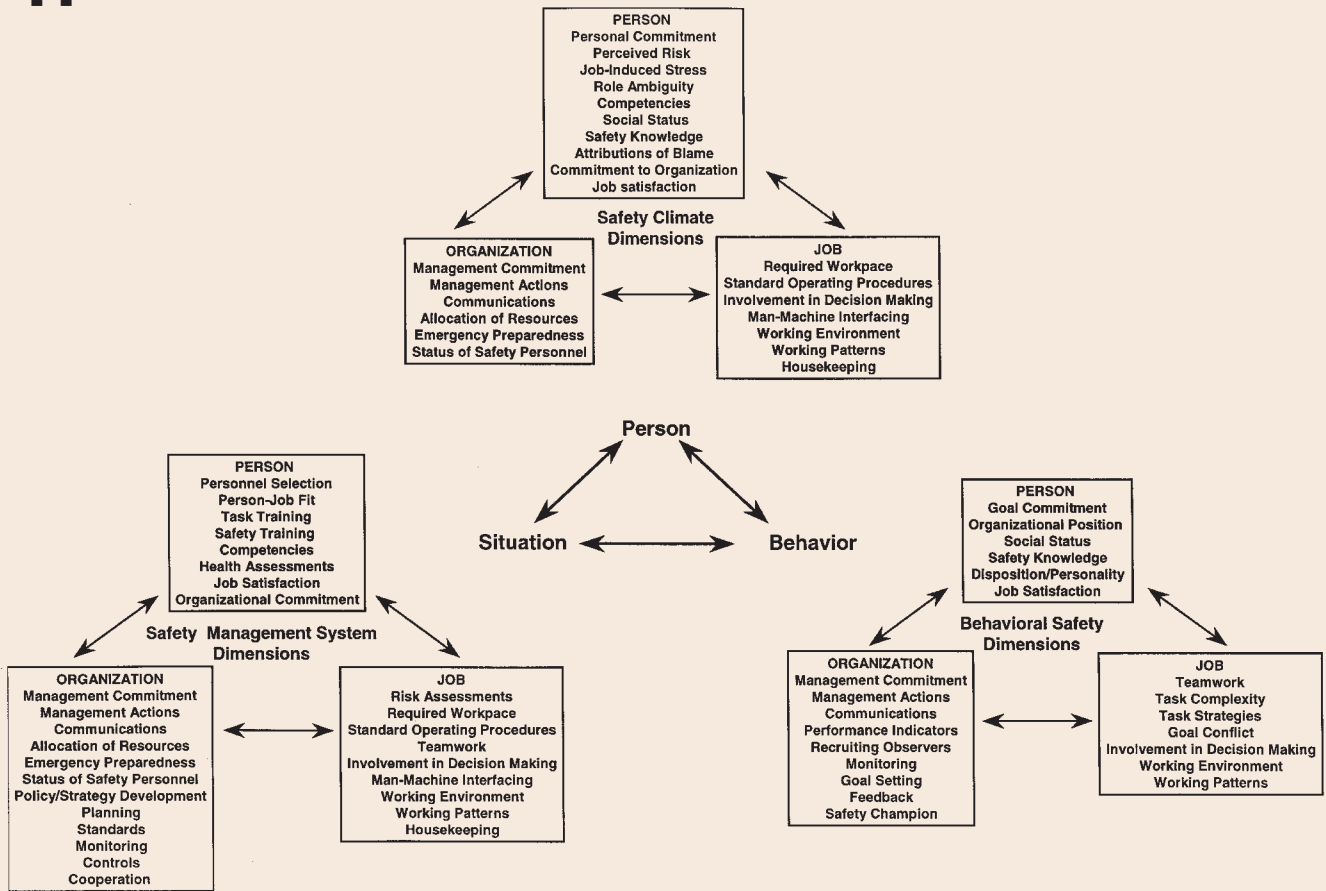 PERSON
Personal Commitment
Perceived Risk
Job-Induced Stress
Role Ambiguity
Competencies
Social Status
Safety Knowledge
Attributions of Blame
Commitment to Organization
Job satisfaction
Safety Climate
Dimensions
ORGANIZATION
Management Commitment
Management Actions
Communications
Allocation of Resources
Emergency Preparedness
Status of Safety Personnel
JOB
Required Workpace
Standard Operating Procedures
Involvement in Decision Making
Man-Machine Interfacing
Working Environment
Working Patterns
Housekeeping
Person
Situation
Behavior
PERSON
Personnel Selection
Person-Job Fit
Task Training
Safety Training
Competencies
Health Assessments
Job Satisfaction
Organizational Commitment
Safety Management System
Dimensions
ORGANIZATION
Management Commitment
Management Actions
Communications
Allocation of Resources
Emergency Preparedness
Status of Safety Personnel
Policy/Strategy Development
Planning
Standards
Monitoring
Controls
Cooperation
JOB
Risk Assessments
Required Workpace
Standard Operating Procedures
Teamwork
Involvement in Decision Making
Man-Machine Interfacing
Working Environment
Working Patterns
Housekeeping
PERSON
Goal Commitment
Organizational Position
Social Status
Safety Knowledge
Disposition/Personality
Job Satisfaction
Behavioral Safety
Dimensions
ORGANIZATION
Management Commitment
Management Actions
Communications
Performance Indicators
Recruiting Observers
Monitoring
Goal Setting
Feedback
Safety Champion
JOB
Teamwork
Task Complexity
Task Strategies
Goal Conflict
Involvement in Decision Making
Working Environment
Working Patterns